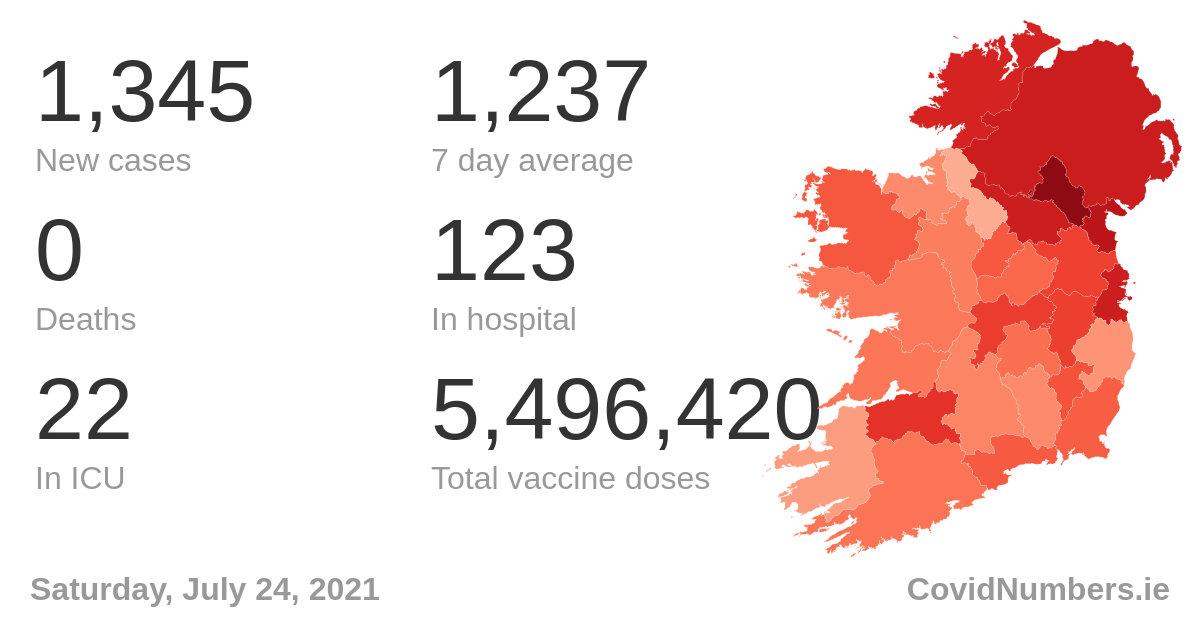 1,345
New cases
1,237
7 day average
0
Deaths
123
In hospital
22
In ICU
5,496,420
Total vaccine doses
Saturday, July 24, 2021
CovidNumbers.ie